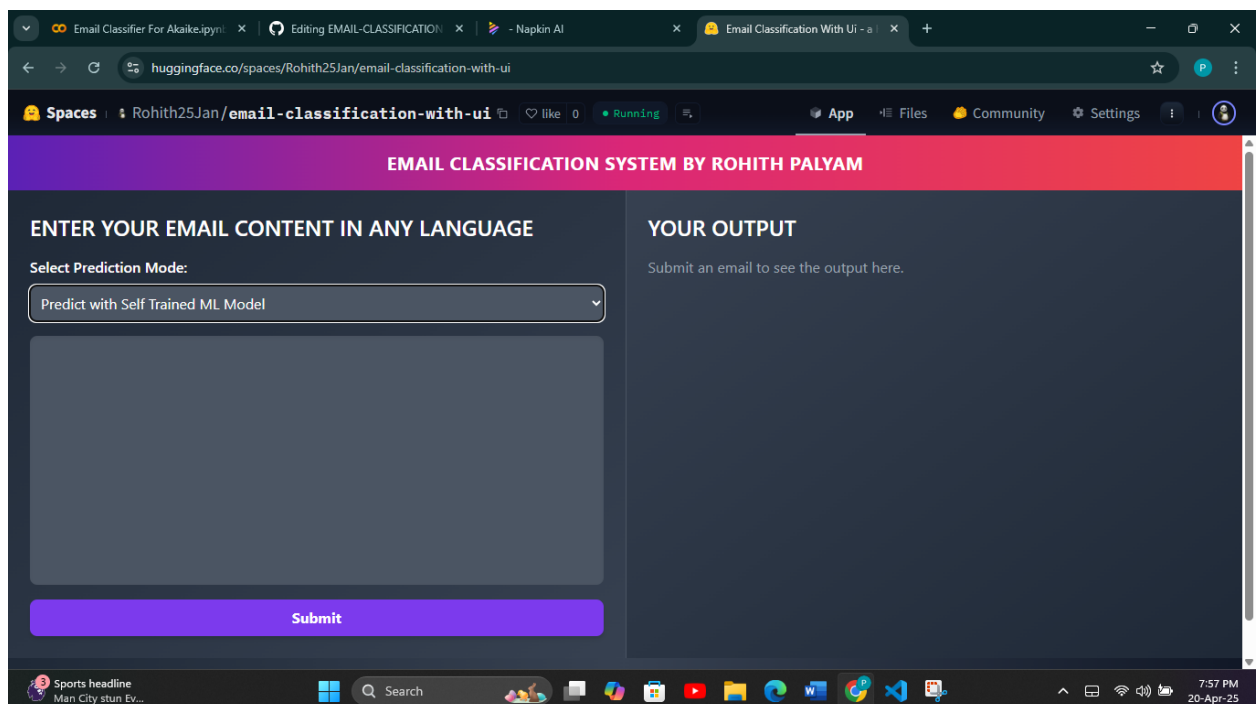 Email Classifier For Akaike.ipynb
Editing EMAIL-CLASSIFICATION
- Napkin AI
Email Classification With Ui - a
huggingface.co/spaces/Rohith25Jan/email-classification-with-ui
P
Spaces Rohith25Jan/email-classification-with-ui like 0 Running App Files Community Settings
EMAIL CLASSIFICATION SYSTEM BY ROHITH PALYAM
ENTER YOUR EMAIL CONTENT IN ANY LANGUAGE
Select Prediction Mode:
Predict with Self Trained ML Model
Submit
YOUR OUTPUT
Submit an email to see the output here.
3
Sports headline
Man City stun Ev...
Search
7:57 PM
20-Apr-25